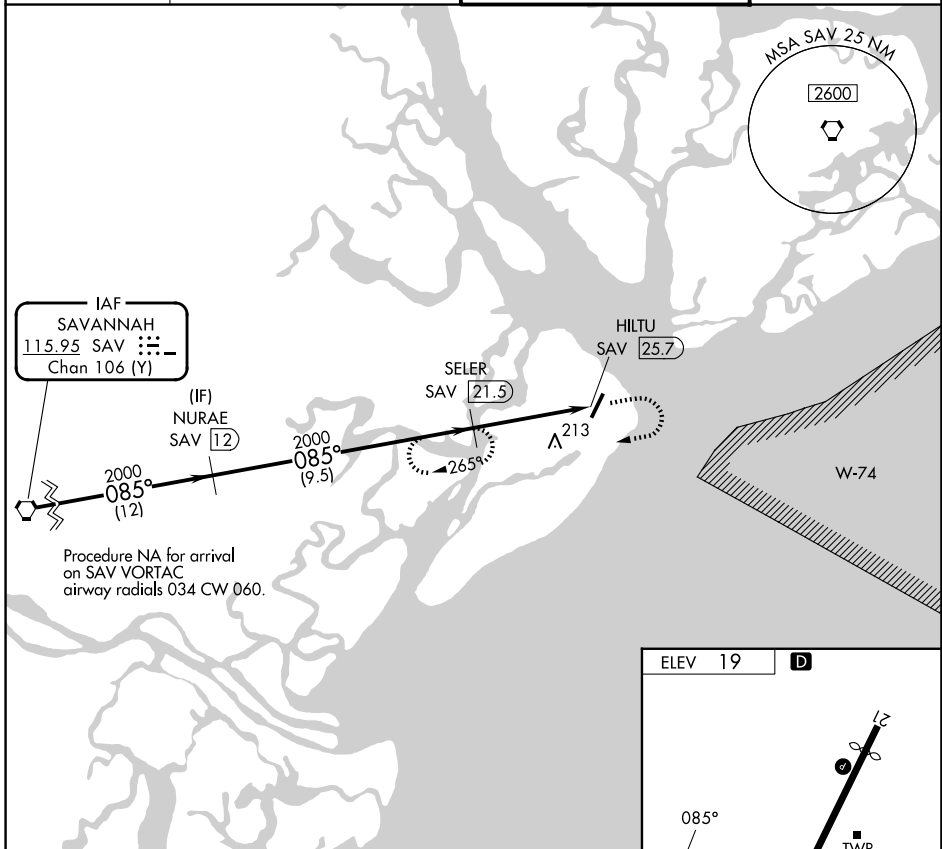 MSA SAV 25 NM
2600
IAF
SAVANNAH
115.95 SAV
Chan 106 (Y)
(IF)
NURAE
SAV 12
SELER
SAV 21.5
HILTU
SAV 25.7
213
2000
085°
(12)
2000
085°
(9.5)
265°
W-74
Procedure NA for arrival
on SAV VORTAC
airway radials 034 CW 060.
ELEV 19 D
21
P
085°
TWR